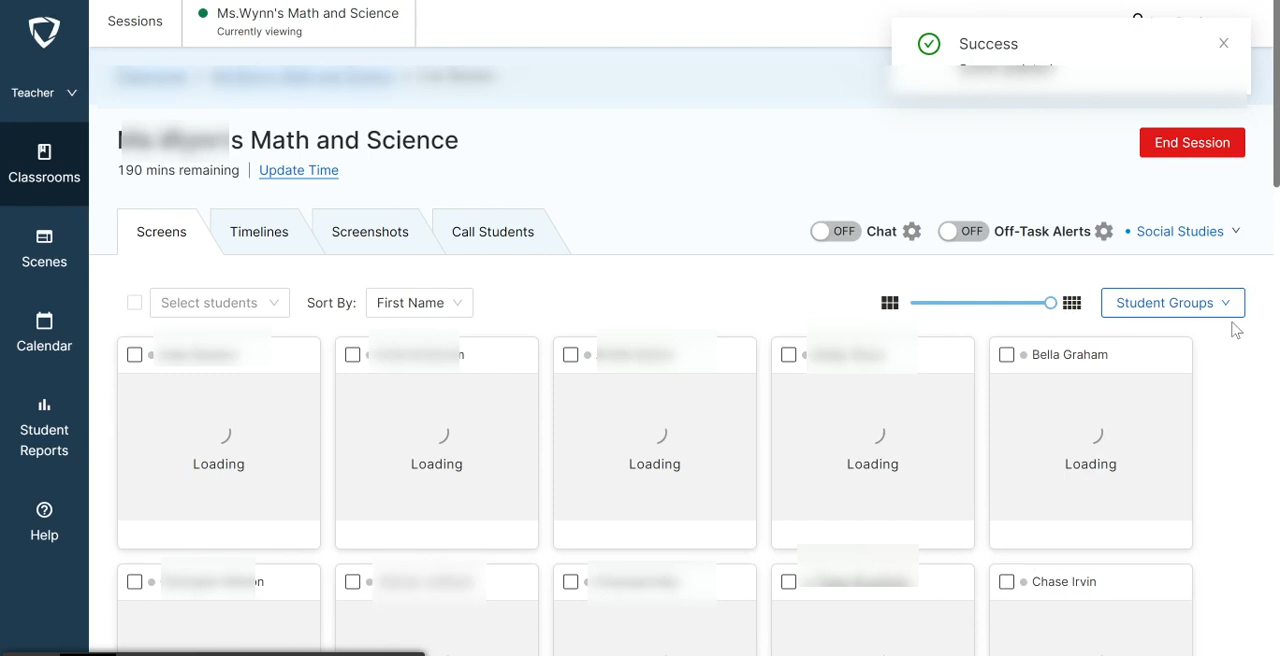 Sessions
Ms.Wynn's Math and Science
Currently viewing
Success
Teacher
s Math and Science
190 mins remaining | Update Time
End Session
Classrooms
Screens
Timelines
Screenshots
Call Students
OFF Chat
OFF Off-Task Alerts
• Social Studies
Scenes
Select students
Sort By:
First Name
Student Groups
Calendar
Bella Graham
Loading
Loading
Loading
Loading
Loading
Student
Reports
Help
Chase Irvin